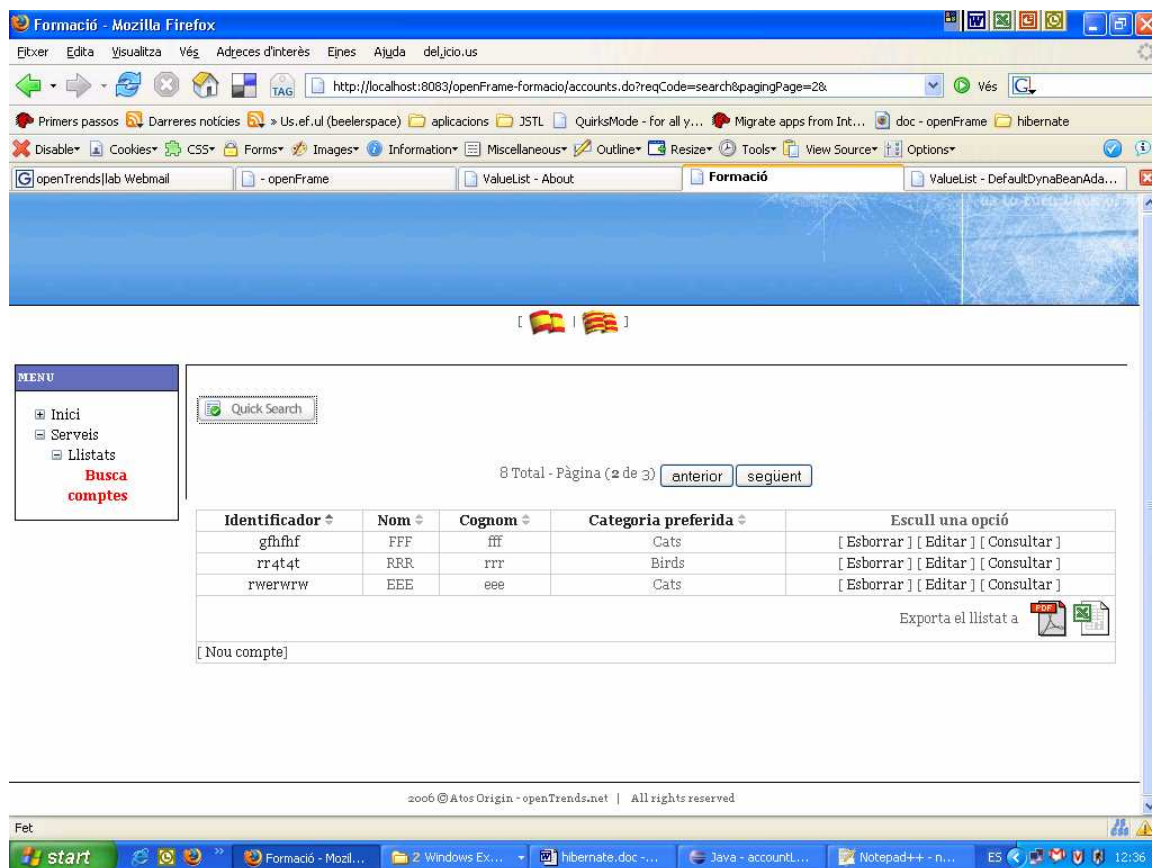 Formació - Mozilla Firefox
Fitxer Edita Visualitza Vés Adreces d'interès Eines Ajuda del.icio.us
TAG http://localhost:8083/openFrame-formacio/accounts.do?reqCode=search&pagingPage=2& Vés G
Primers passos Darreres notícies » Us.ef.ul (beelerspace) aplicacions JSTL QuirksMode - for all y... Migrate apps from Int... doc - openFrame hibernate
Disable Cookies CSS Forms Images Information Miscellaneous Outline Resize Tools View Source Options
openTrends|lab Webmail - openFrame ValueList - About Formació ValueList - DefaultDynaBeanAda...
[ | ]
MENU
Inici
Serveis
Llistats
Busca
comptes
Quick Search
8 Total - Pàgina (2 de 3) anterior següent
Identificador Nom Cognom Categoria preferida Escull una opció
gfhfhf FFF fff Cats [ Esborrar ] [ Editar ] [ Consultar ]
rr4t4t RRR rrr Birds [ Esborrar ] [ Editar ] [ Consultar ]
rwerwrw EEE eee Cats [ Esborrar ] [ Editar ] [ Consultar ]
Exporta el llistat a PDF
[ Nou compte]
2006 @ Atos Origin - openTrends.net | All rights reserved
Fet
start » Formació - Mozil... 2 Windows Ex... hibernate.doc -... Java - accountL... Notepad++ - n... ES 12:36